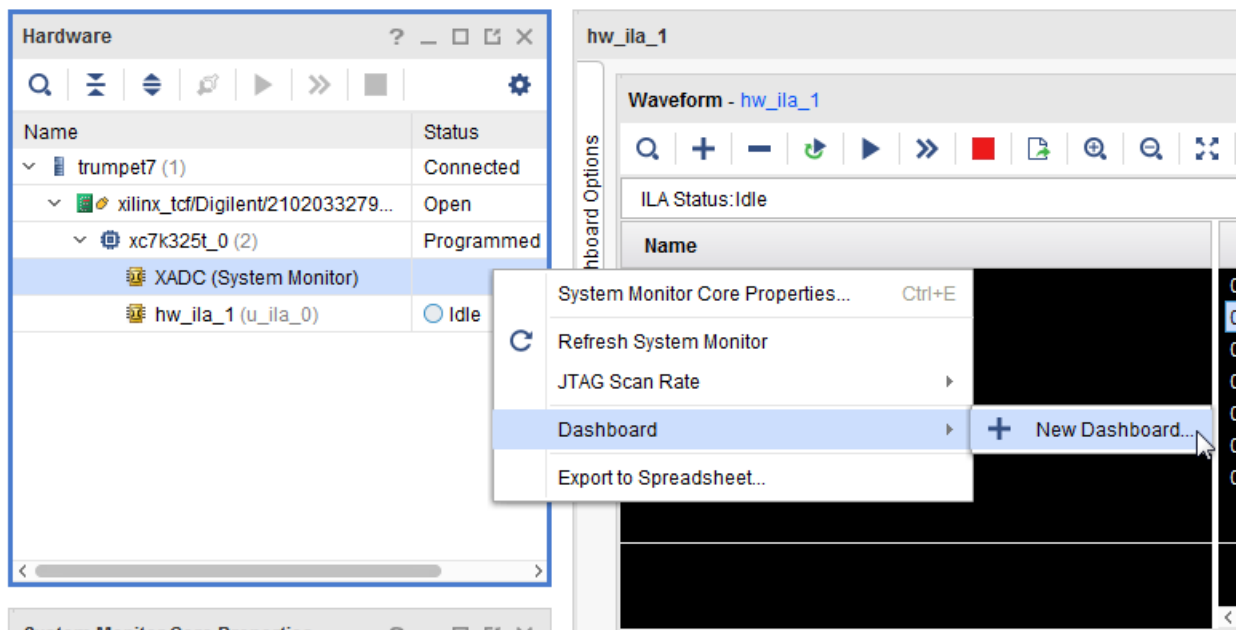 Hardware
?
Name Status
trumpet7 (1) Connected
xilinx_tcf/Digilent/2102033279... Open
xc7k325t_0 (2) Programmed
XADC (System Monitor)
hw_ila_1 (u_ila_0) Idle
hw_ila_1
Waveform - hw_ila_1
ILA Status:Idle
Name
hboard Options
System Monitor Core Properties... Ctrl+E
Refresh System Monitor
JTAG Scan Rate
Dashboard
New Dashboard...
Export to Spreadsheet...